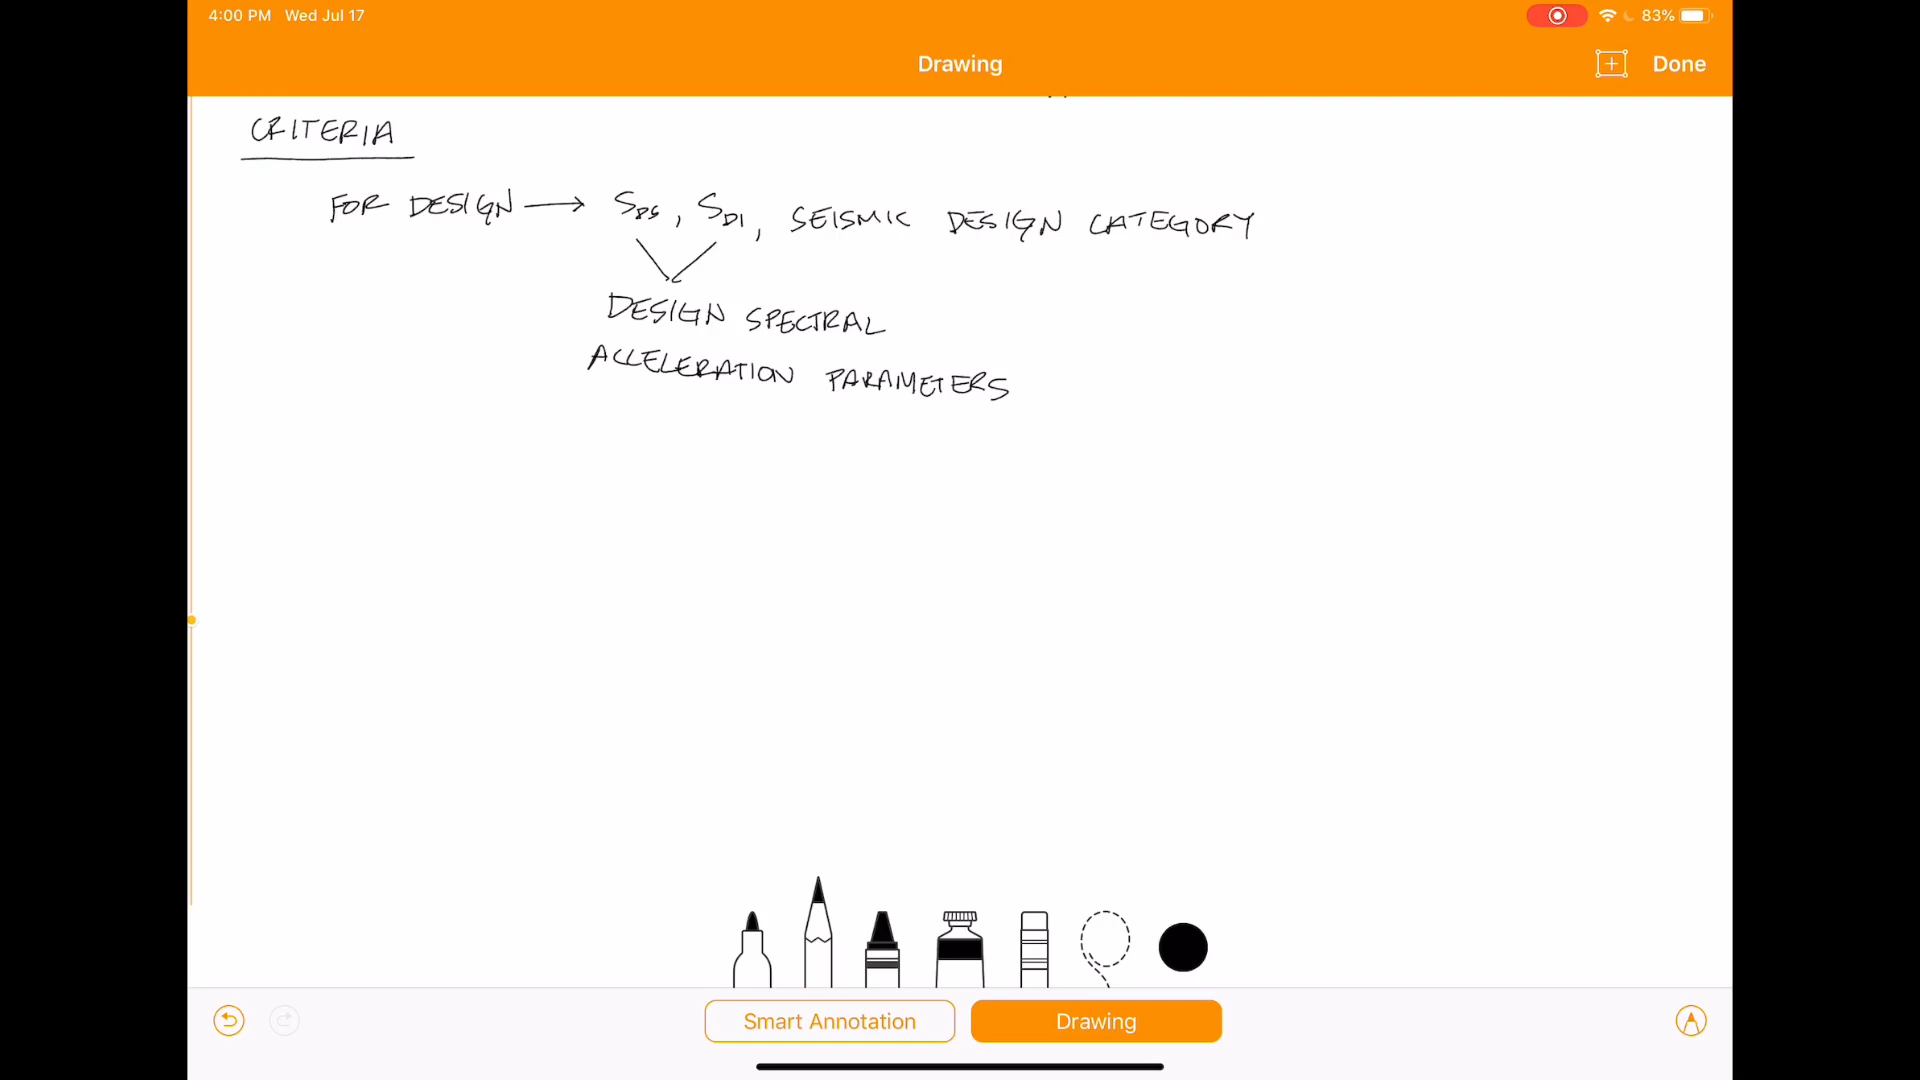 4:00 PM Wed Jul 17
83%
Drawing
Done
CRITERIA
FOR DESIGN → SDS, SD1, SEISMIC DESIGN CATEGORY
DESIGN SPECTRAL
ACCELERATION PARAMETERS
Smart Annotation
Drawing